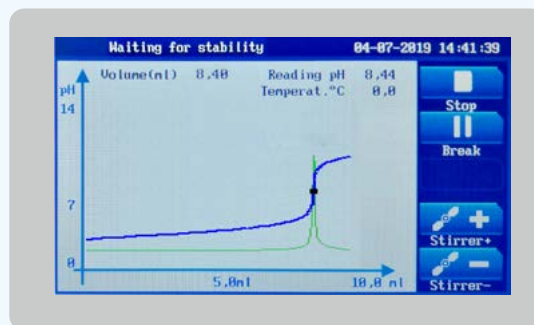 Waiting for stability 04-07-2019 14:41:39
Volume(ml) 8,40 Reading pH 8,44
Temperat.ºC 0,0
pH
14
7
0
5,0ml
10,0 ml
Stop
Break
Stirrer+
Stirrer-